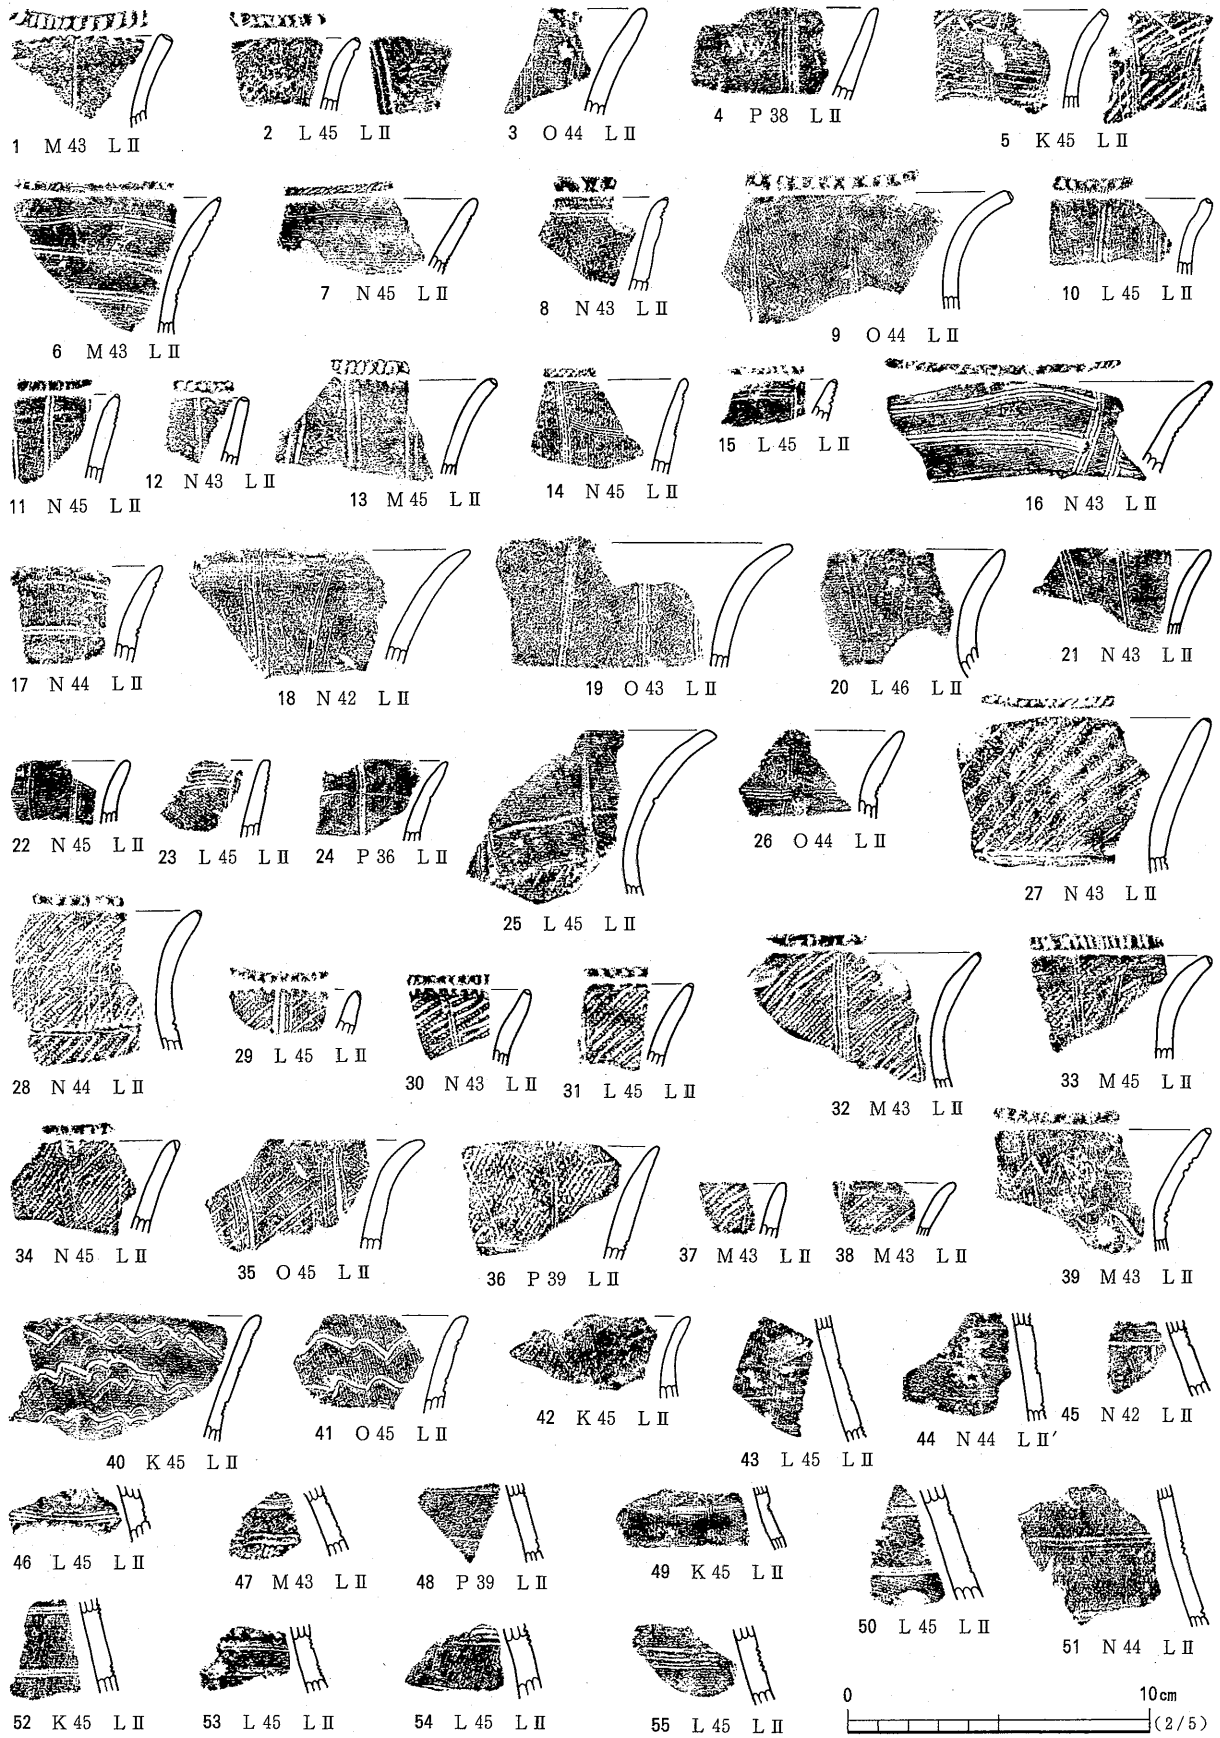 1 M 43 L Ⅱ
2 L 45 L Ⅱ
3 O 44 L Ⅱ
4 P 38 L Ⅱ
5 K 45 L Ⅱ
6 M 43 L Ⅱ
7 N 45 L Ⅱ
8 N 43 L Ⅱ
9 O 44 L Ⅱ
10 L 45 L Ⅱ
11 N 45 L Ⅱ
12 N 43 L Ⅱ
13 M 45 L Ⅱ
14 N 45 L Ⅱ
15 L 45 L Ⅱ
16 N 43 L Ⅱ
17 N 44 L Ⅱ
18 N 42 L Ⅱ
19 O 43 L Ⅱ
20 L 46 L Ⅱ
21 N 43 L Ⅱ
22 N 45 L Ⅱ
23 L 45 L Ⅱ
24 P 36 L Ⅱ
25 L 45 L Ⅱ
26 O 44 L Ⅱ
27 N 43 L Ⅱ
28 N 44 L Ⅱ
29 L 45 L Ⅱ
30 N 43 L Ⅱ
31 L 45 L Ⅱ
32 M 43 L Ⅱ
33 M 45 L Ⅱ
34 N 45 L Ⅱ
35 O 45 L Ⅱ
36 P 39 L Ⅱ
37 M 43 L Ⅱ
38 M 43 L Ⅱ
39 M 43 L Ⅱ
40 K 45 L Ⅱ
41 O 45 L Ⅱ
42 K 45 L Ⅱ
43 L 45 L Ⅱ
44 N 44 L Ⅱ′
45 N 42 L Ⅱ
46 L 45 L Ⅱ
47 M 43 L Ⅱ
48 P 39 L Ⅱ
49 K 45 L Ⅱ
50 L 45 L Ⅱ
51 N 44 L Ⅱ
52 K 45 L Ⅱ
53 L 45 L Ⅱ
54 L 45 L Ⅱ
55 L 45 L Ⅱ
0 10cm
(2/5)